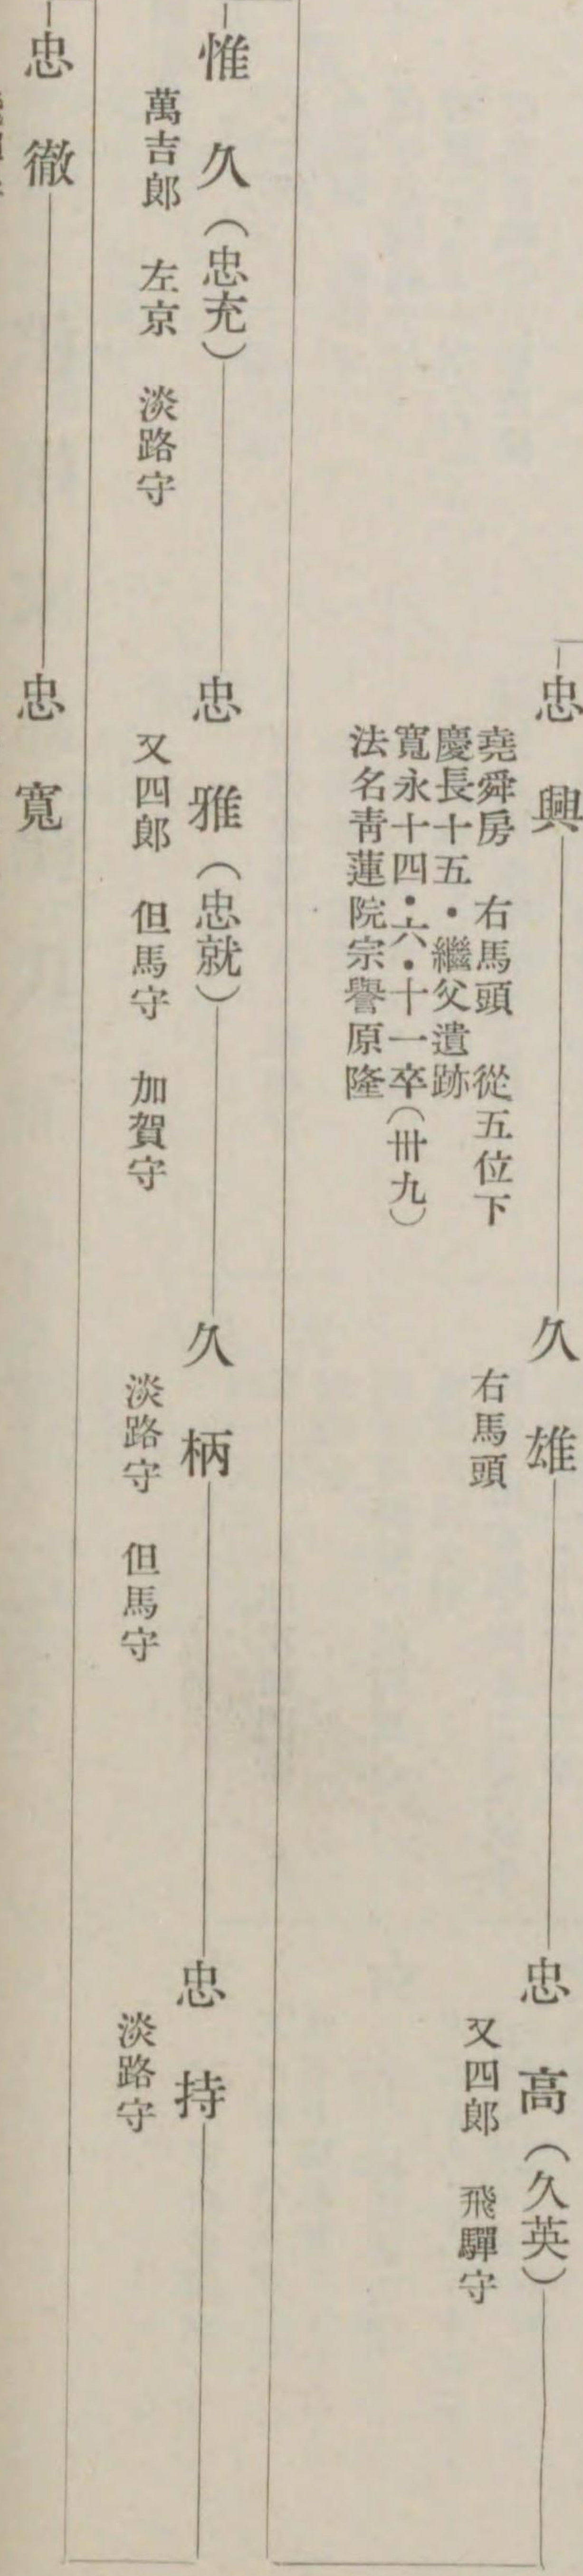 忠興
堯舜房　右馬頭　從五位下
慶長十五・繼父遺跡
寬永十四・六・十一卒（卌九）
法名靑蓮院宗譽原隆
久雄
右馬頭
忠高（久英）
又四郎　飛驒守
惟久（忠充）
萬吉郎　左京　淡路守
忠雅（忠就）
又四郎　但馬守　加賀守
久柄
淡路守　但馬守
忠持
淡路守
忠徹
忠寬